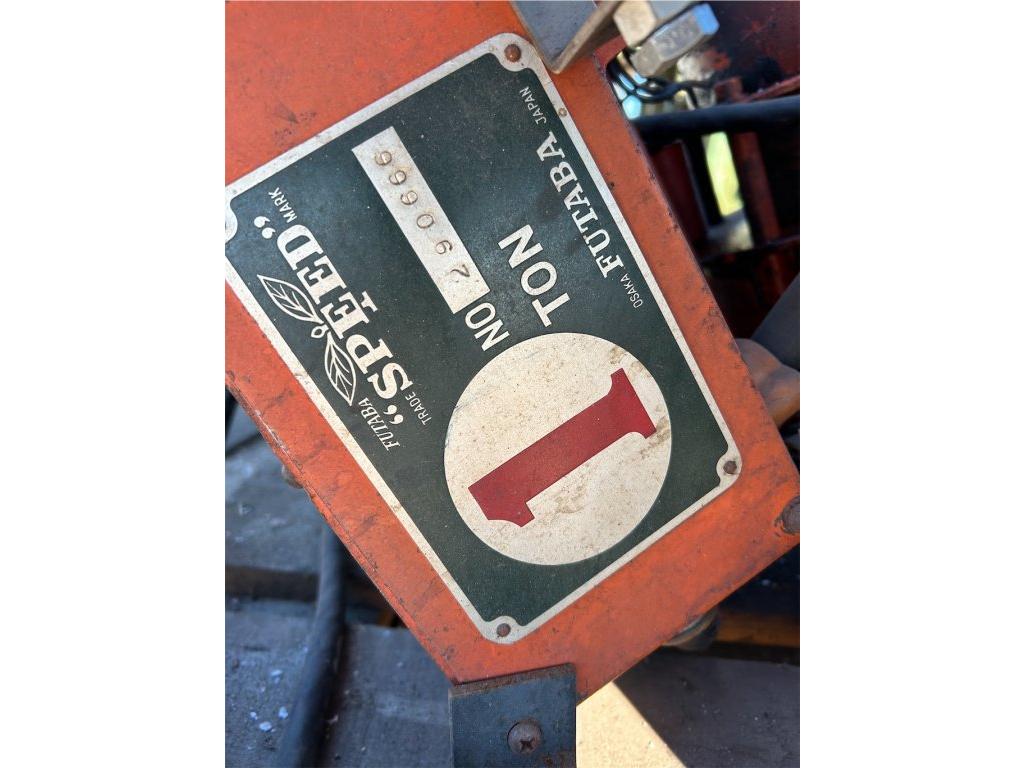 FUTABA
“SPEED”
TRADE MARK
NO 290666
1 TON
OSAKA FUTABA JAPAN